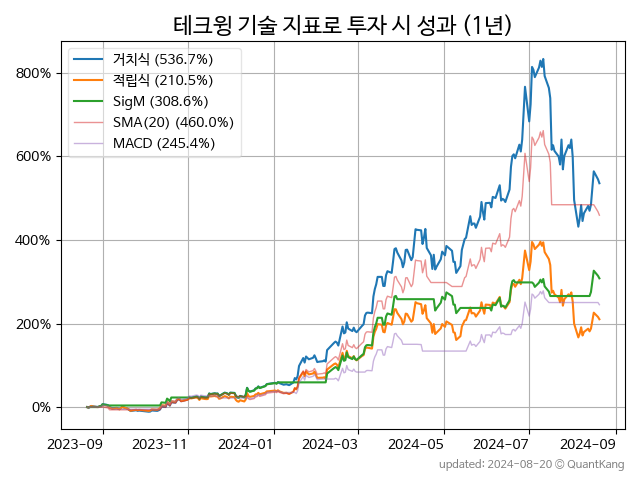 테크윙 기술 지표로 투자 시 성과 (1년)
거치식 (536.7%)
적립식 (210.5%)
SigM (308.6%)
SMA(20) (460.0%)
MACD (245.4%)
800%
600%
400%
200%
0%
2023-09 2023-11 2024-01 2024-03 2024-05 2024-07 2024-09
updated: 2024-08-20 © QuantKang